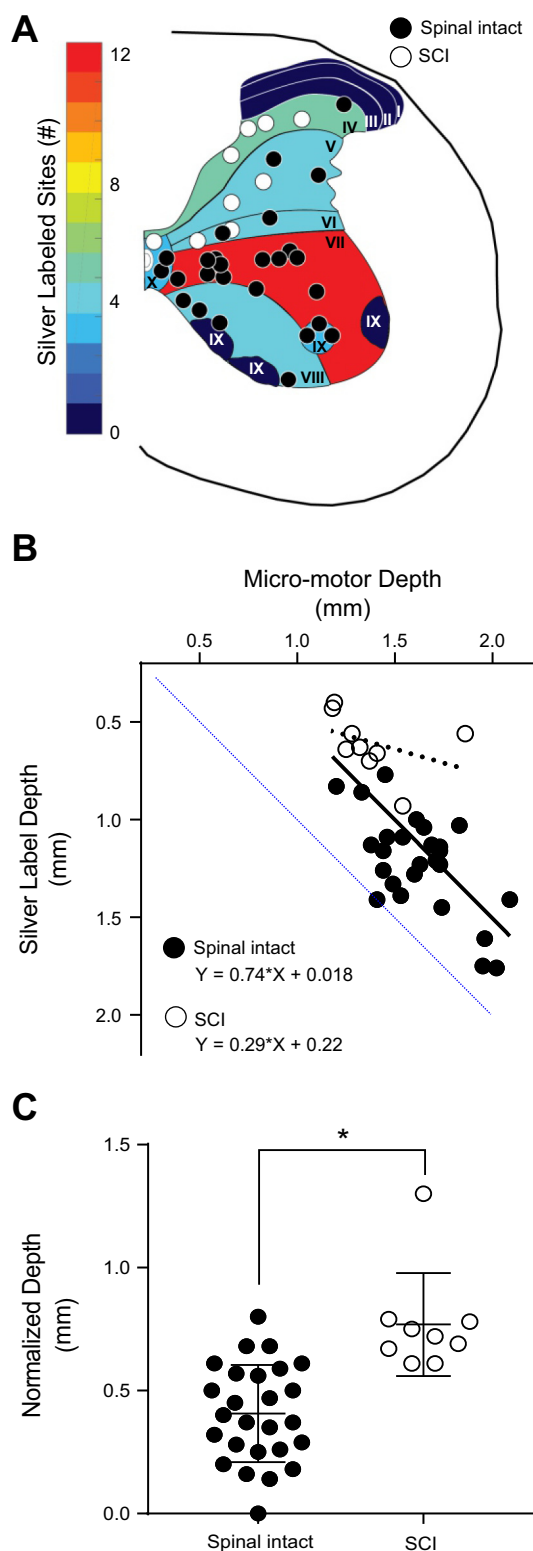 A
Spinal intact
SCI
Silver Labeled Sites (#)
12
8
4
0
I
II
III
IV
V
VI
VII
X
IX
IX
IX
IX
VIII
B
Micro-motor Depth
(mm)
0.5 1.0 1.5 2.0
Silver Label Depth
(mm)
0.5
1.0
1.5
2.0
Spinal intact
Y = 0.74*X + 0.018
SCI
Y = 0.29*X + 0.22
C
*
Normalized Depth
(mm)
1.5
1.0
0.5
0.0
Spinal intact SCI